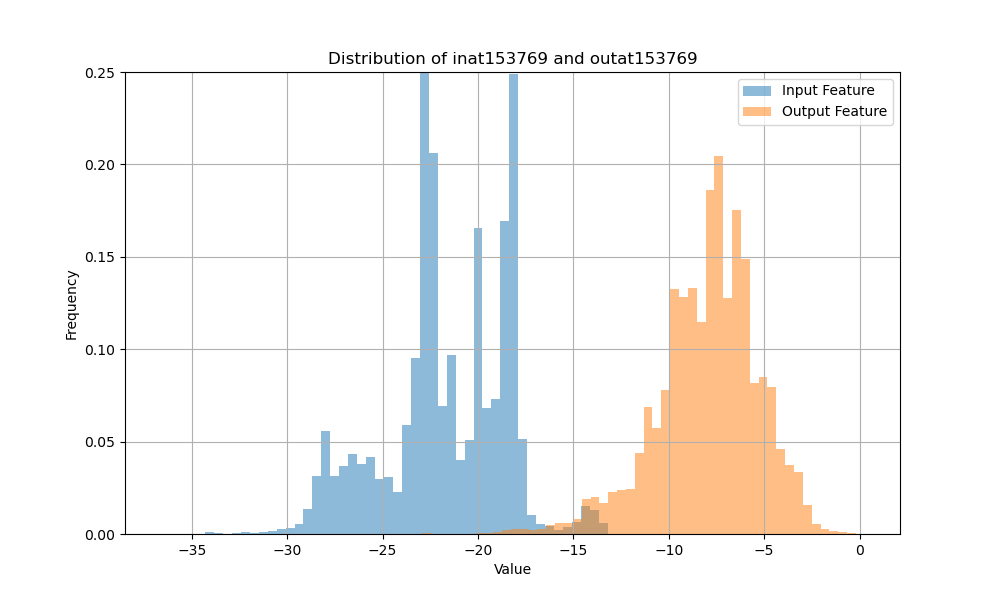 Distribution of inat153769 and outat153769
Input Feature
Output Feature
0.25
0.20
0.15
0.10
0.05
0.00
Frequency
−35 −30 −25 −20 −15 −10 −5 0
Value